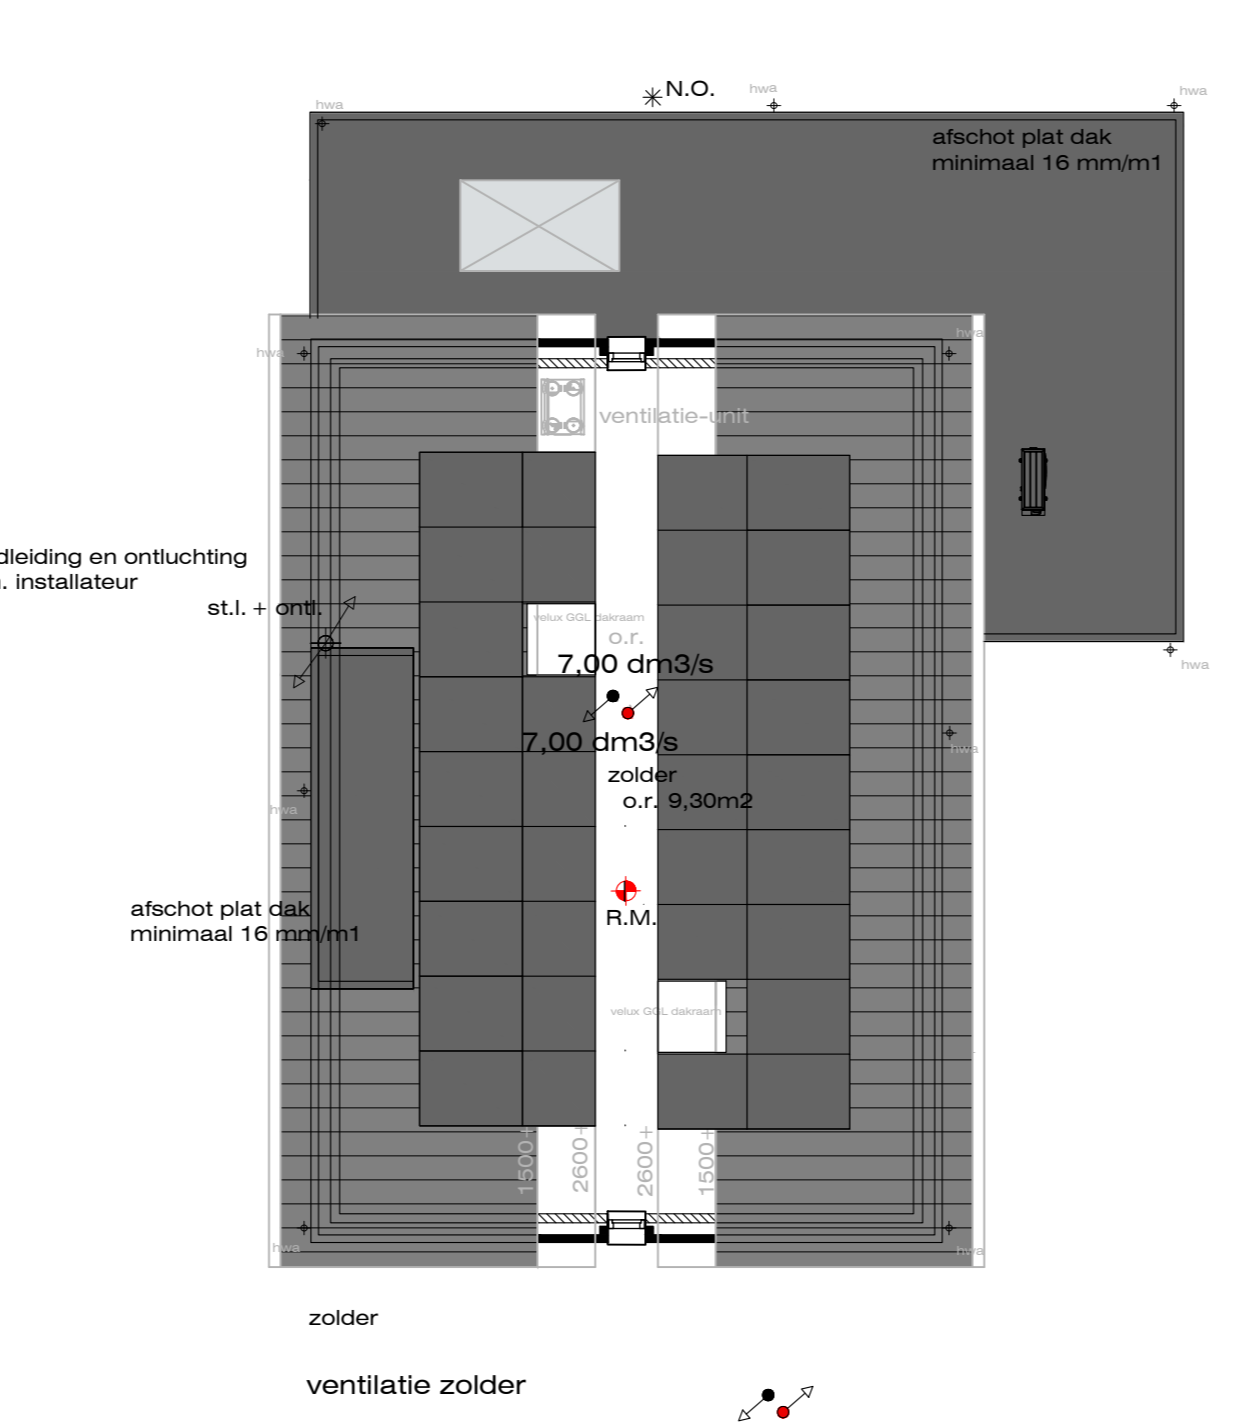 N.O.
hwa
hwa
hwa
afschot plat dak
minimaal 16 mm/m1
hwa
hwa
ventilatie-unit
dleiding en ontluchting
. installateur
st.l. + ontl.
velux GGL dakraam
o.r.
7,00 dm3/s
hwa
7,00 dm3/s
hwa
zolder
o.r. 9,30m2
hwa
afschot plat dak
minimaal 16 mm/m1
R.M.
velux GGL dakraam
1500+
2600+
2600+
1500+
hwa
hwa
zolder
ventilatie zolder